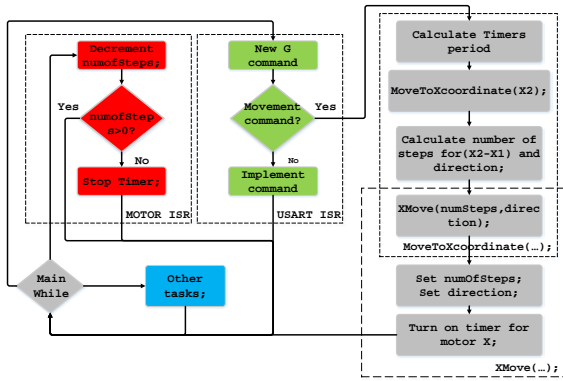 Decrement
numofSteps;
Yes
numofStep
s>0?
No
Stop Timer;
MOTOR ISR
New G
command
Movement
command?
Yes
No
Implement
command
USART ISR
Calculate Timers
period
MoveToXcoordinate(X2);
Calculate number of
steps for(X2-X1) and
direction;
XMove(numSteps,direc
tion);
MoveToXcoordinate(…);
Set numOfSteps;
Set direction;
Turn on timer for
motor X;
XMove(…);
Main
While
Other
tasks;